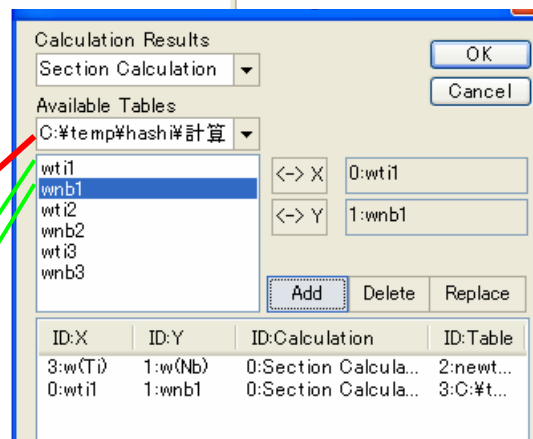 Calculation Results
OK
Section Calculation
Cancel
Available Tables
C:¥temp¥hashi¥計算
wti1
<-> X
0:wti1
wnb1
wti2
<-> Y
1:wnb1
wnb2
wti3
wnb3
Add
Delete
Replace
ID:X
ID:Y
ID:Calculation
ID:Table
3:w(Ti)
1:w(Nb)
0:Section Calcula...
2:newt...
0:wti1
1:wnb1
0:Section Calcula...
3:C:¥t...